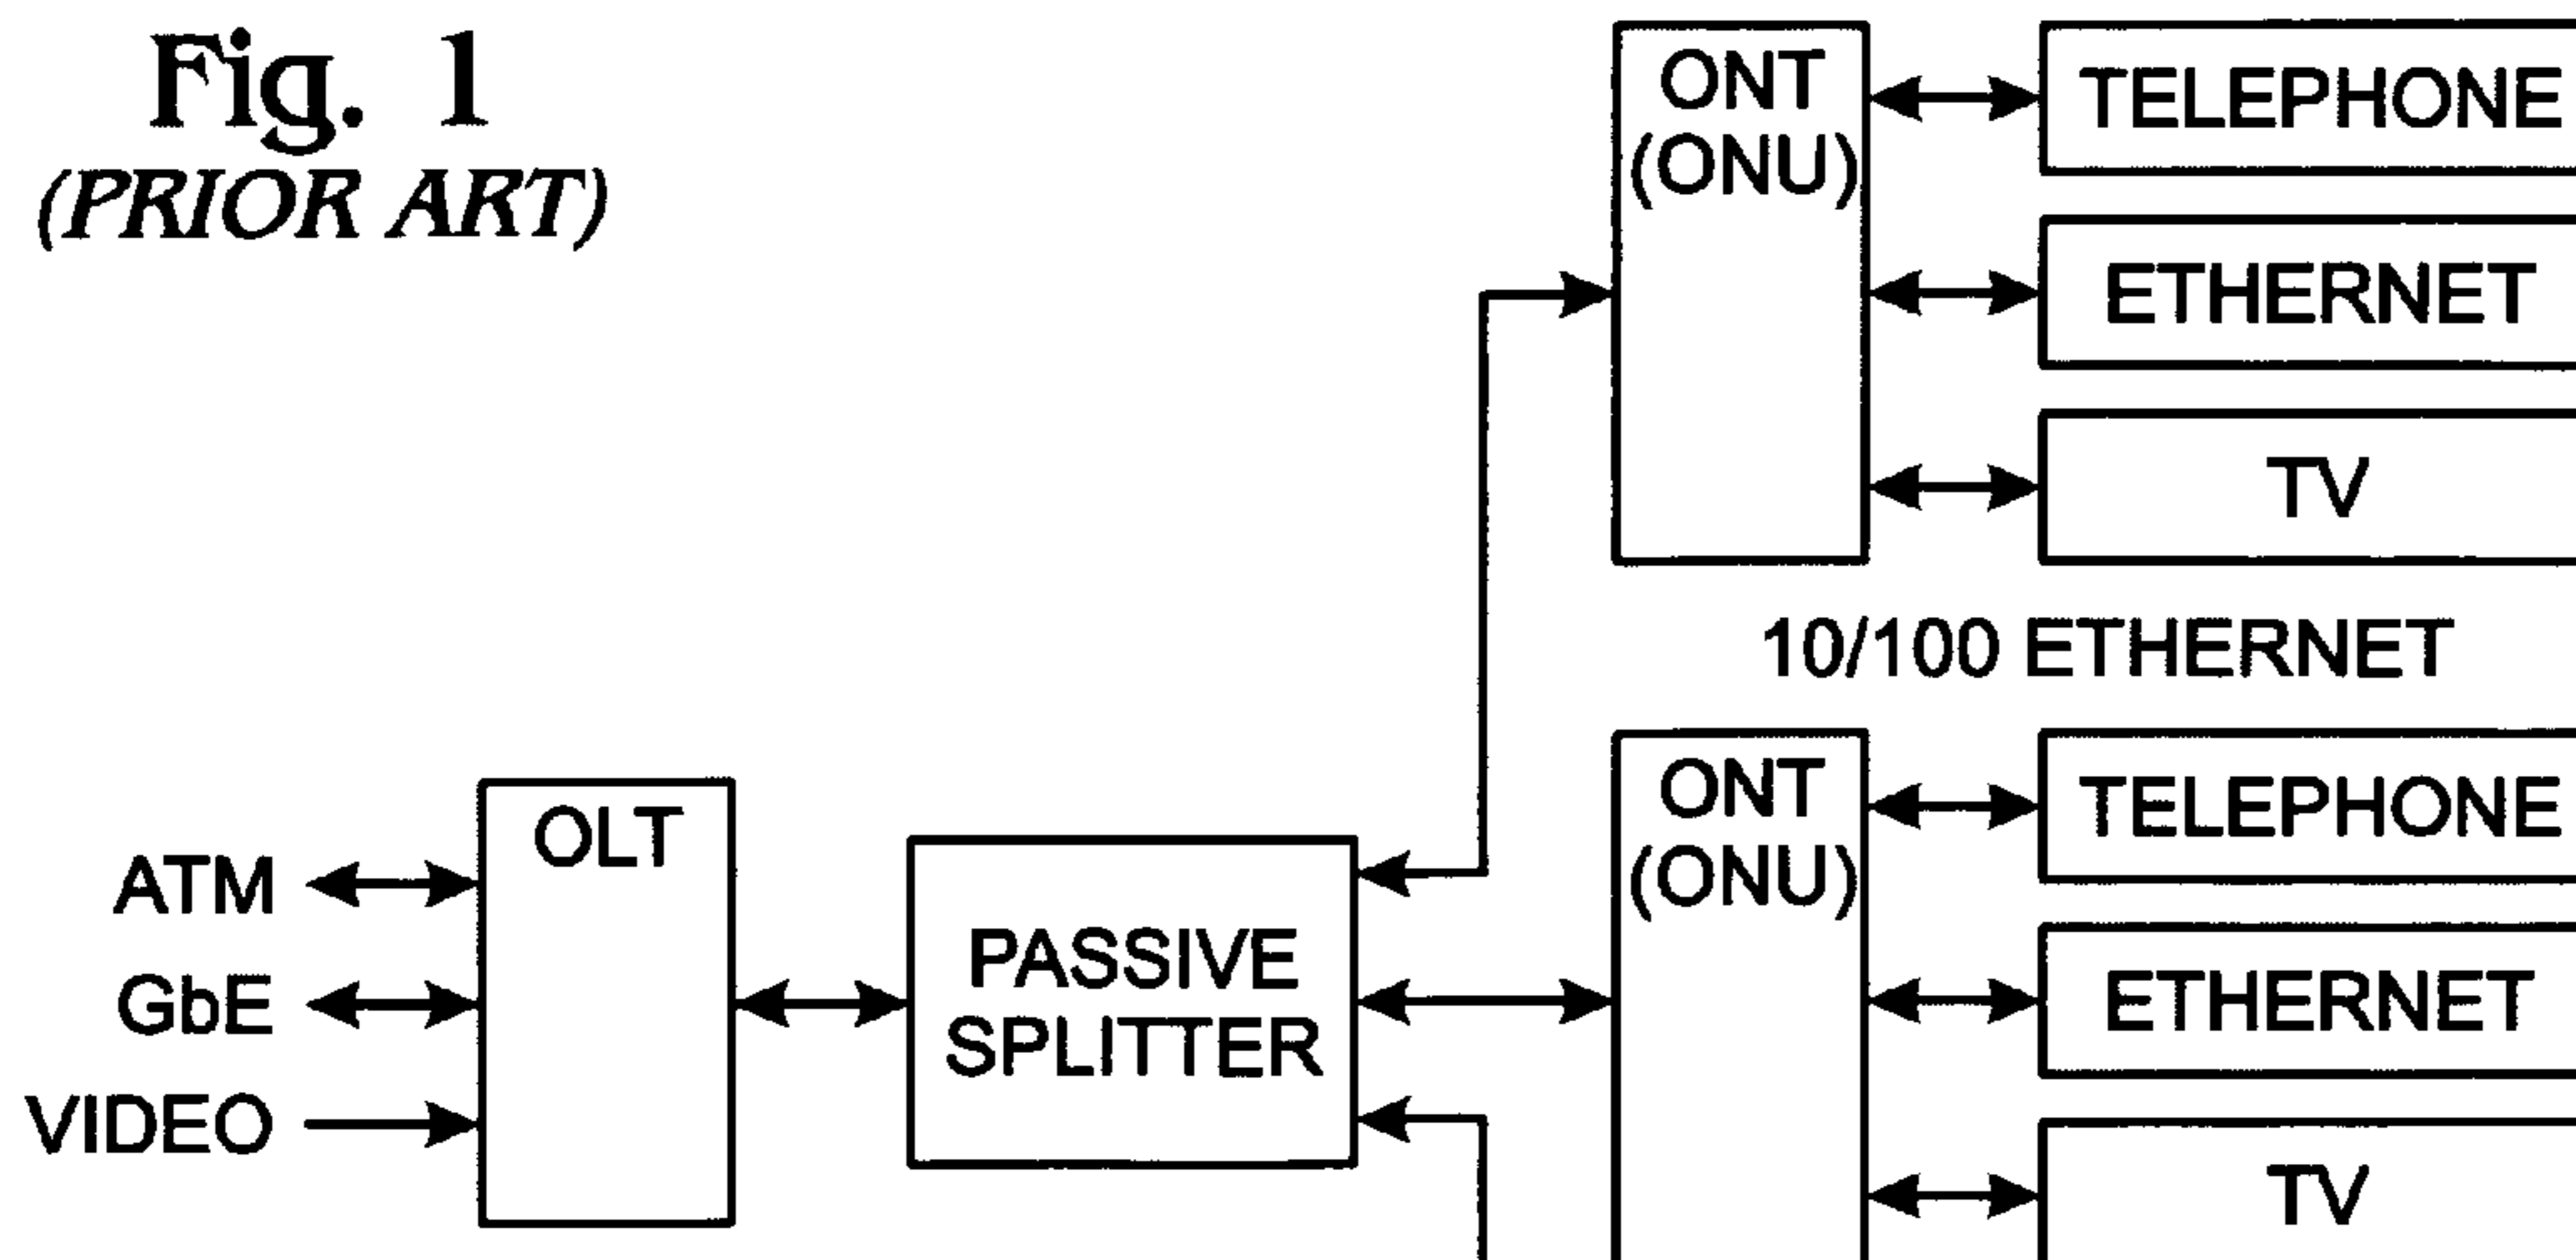 Fig. 1
(PRIOR ART)
ONT
(ONU)
TELEPHONE
ETHERNET
TV
10/100 ETHERNET
OLT
ATM
GbE
VIDEO
PASSIVE
SPLITTER
ONT
(ONU)
TELEPHONE
ETHERNET
TV